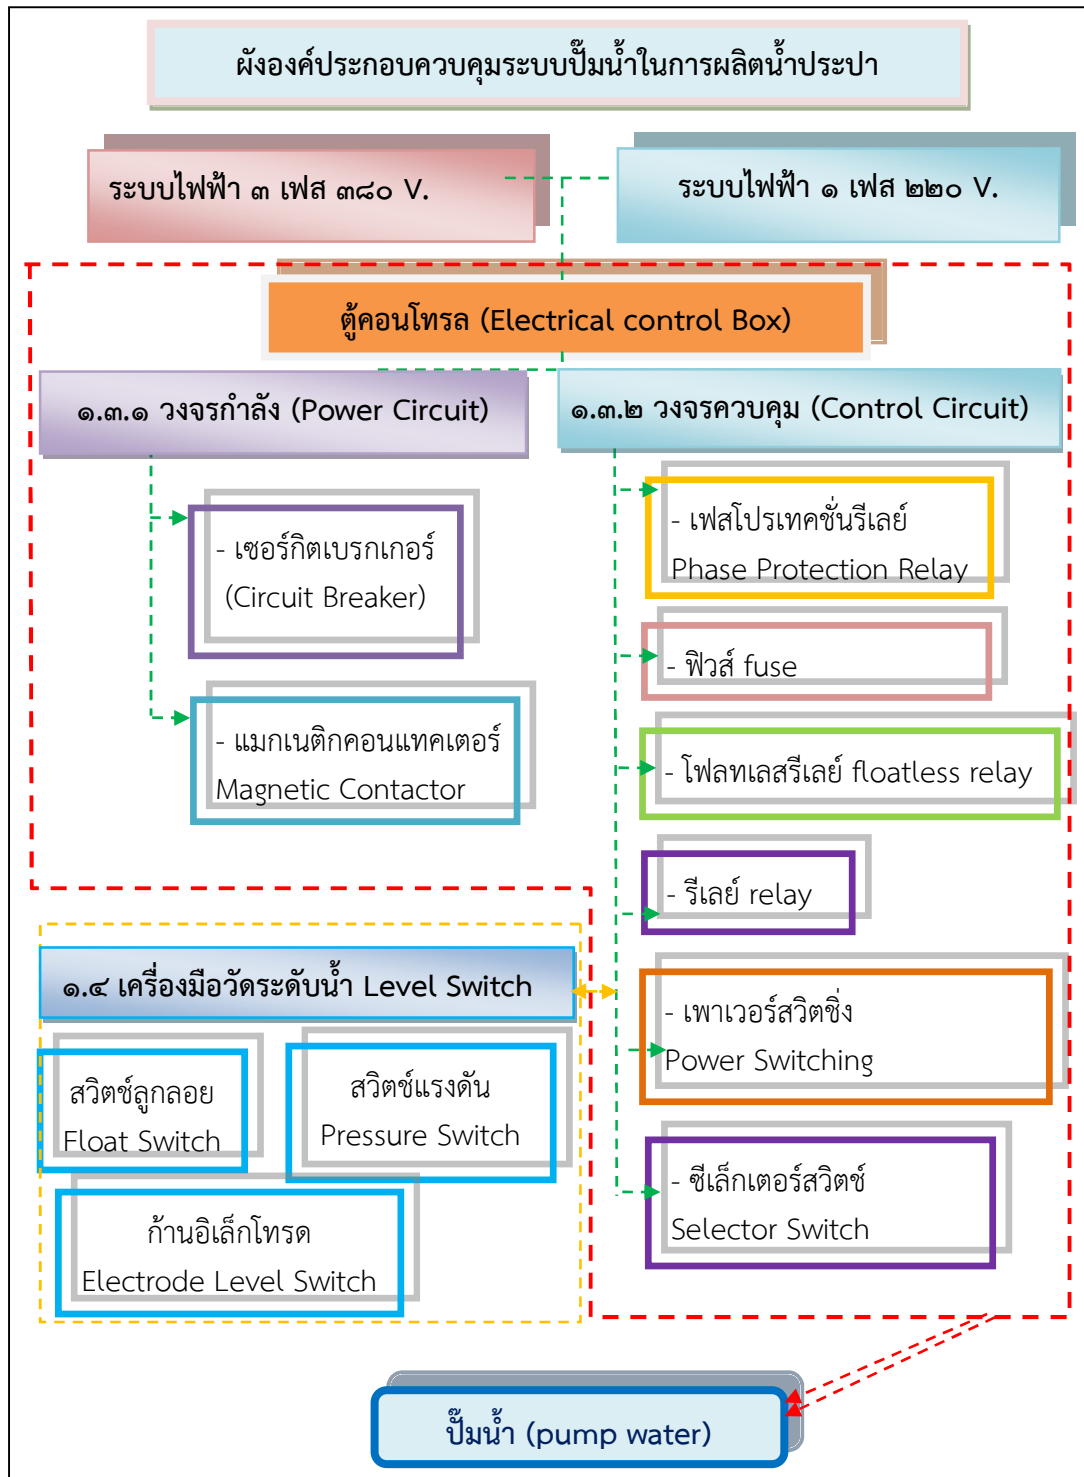 ผังองค์ประกอบควบคุมระบบปั๊มน้ำในการผลิตน้ำประปา
ระบบไฟฟ้า ๓ เฟส ๓๘๐ V.
ระบบไฟฟ้า ๑ เฟส ๒๒๐ V.
ตู้คอนโทรล (Electrical control Box)
๑.๓.๑ วงจรกำลัง (Power Circuit)
๑.๓.๒ วงจรควบคุม (Control Circuit)
- เซอร์กิตเบรกเกอร์
(Circuit Breaker)
- แมกเนติกคอนแทคเตอร์
Magnetic Contactor
- เฟสโปรเทคชั่นรีเลย์
Phase Protection Relay
- ฟิวส์ fuse
- โฟลทเลสรีเลย์ floatless relay
- รีเลย์ relay
- เพาเวอร์สวิตชิ่ง
Power Switching
- ซีเล็กเตอร์สวิตช์
Selector Switch
๑.๔ เครื่องมือวัดระดับน้ำ Level Switch
สวิตช์ลูกลอย
Float Switch
สวิตช์แรงดัน
Pressure Switch
ก้านอิเล็กโทรด
Electrode Level Switch
ปั๊มน้ำ (pump water)